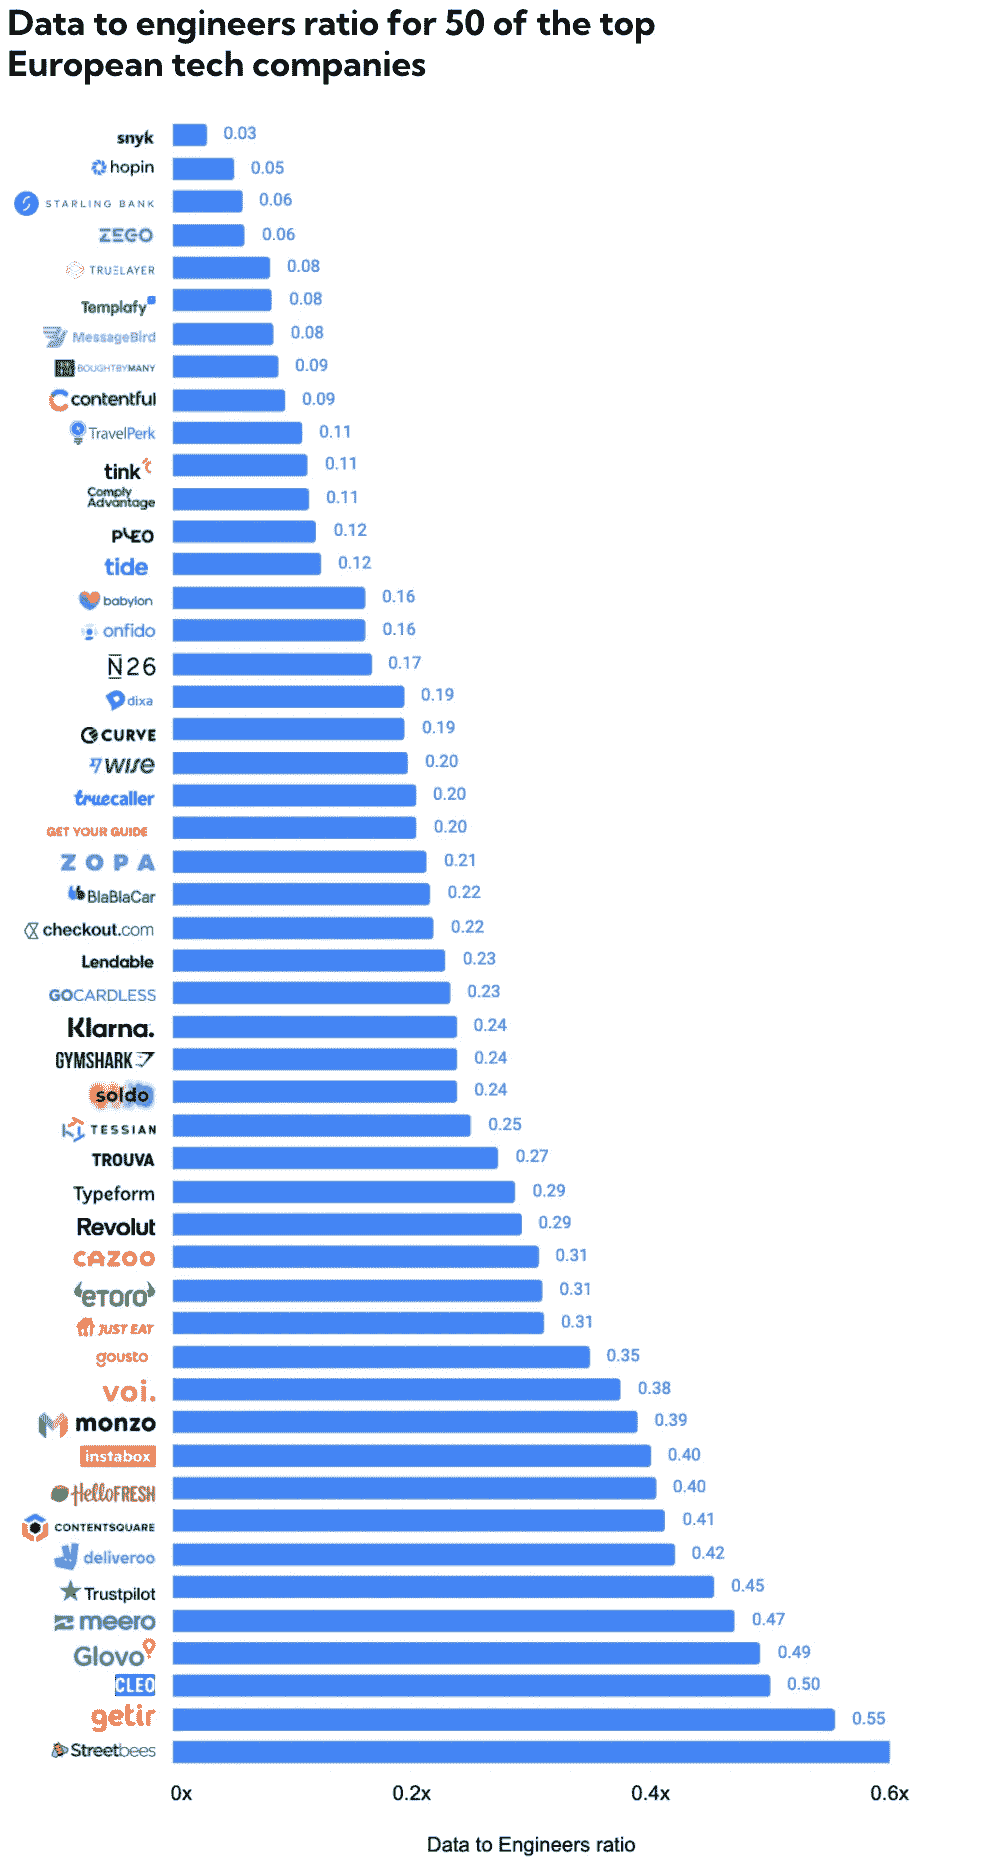 Data to engineers ratio for 50 of the top
European tech companies
snyk 0.03
hopin 0.05
STARLING BANK 0.06
ZEGO 0.06
TRUELAYER 0.08
Templafy 0.08
MessageBird 0.08
BOUGHTBYMANY 0.09
contentful 0.09
TravelPerk 0.11
tink 0.11
Comply
Advantage 0.11
PLEO 0.12
tide 0.12
babylon 0.16
onfido 0.16
N26 0.17
dixa 0.19
CURVE 0.19
wise 0.20
truecaller 0.20
GET YOUR GUIDE 0.20
ZOPA 0.21
BlaBlaCar 0.22
checkout.com 0.22
Lendable 0.23
GOCARDLESS 0.23
Klarna. 0.24
GYMSHARK 0.24
soldo 0.24
TESSIAN 0.25
TROUVA 0.27
Typeform 0.29
Revolut 0.29
CAZOO 0.31
eTORO 0.31
JUST EAT 0.31
gousto 0.35
voi. 0.38
monzo 0.39
instabox 0.40
HelloFRESH 0.40
CONTENTSQUARE 0.41
deliveroo 0.42
Trustpilot 0.45
meero 0.47
Glovo 0.49
CLEO 0.50
getir 0.55
Streetbees
0x 0.2x 0.4x 0.6x
Data to Engineers ratio